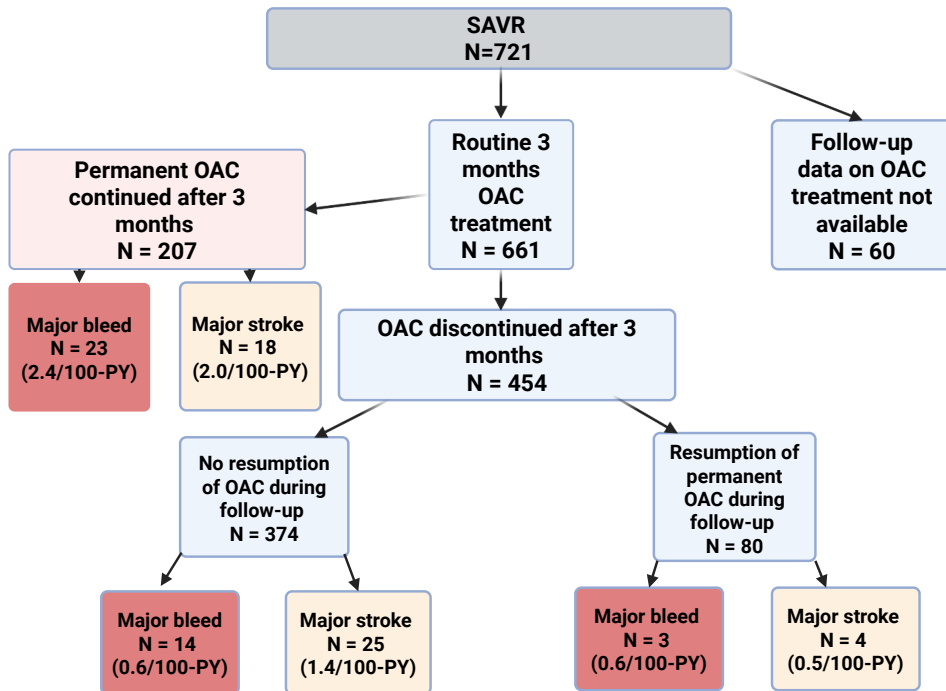 SAVR
N=721
Routine 3
months
OAC
treatment
N = 661
Follow-up
data on OAC
treatment not
available
N = 60
Permanent OAC
continued after 3
months
N = 207
Major bleed
N = 23
(2.4/100-PY)
Major stroke
N = 18
(2.0/100-PY)
OAC discontinued after 3
months
N = 454
No resumption
of OAC during
follow-up
N = 374
Resumption of
permanent
OAC during
follow-up
N = 80
Major bleed
N = 14
(0.6/100-PY)
Major stroke
N = 25
(1.4/100-PY)
Major bleed
N = 3
(0.6/100-PY)
Major stroke
N = 4
(0.5/100-PY)